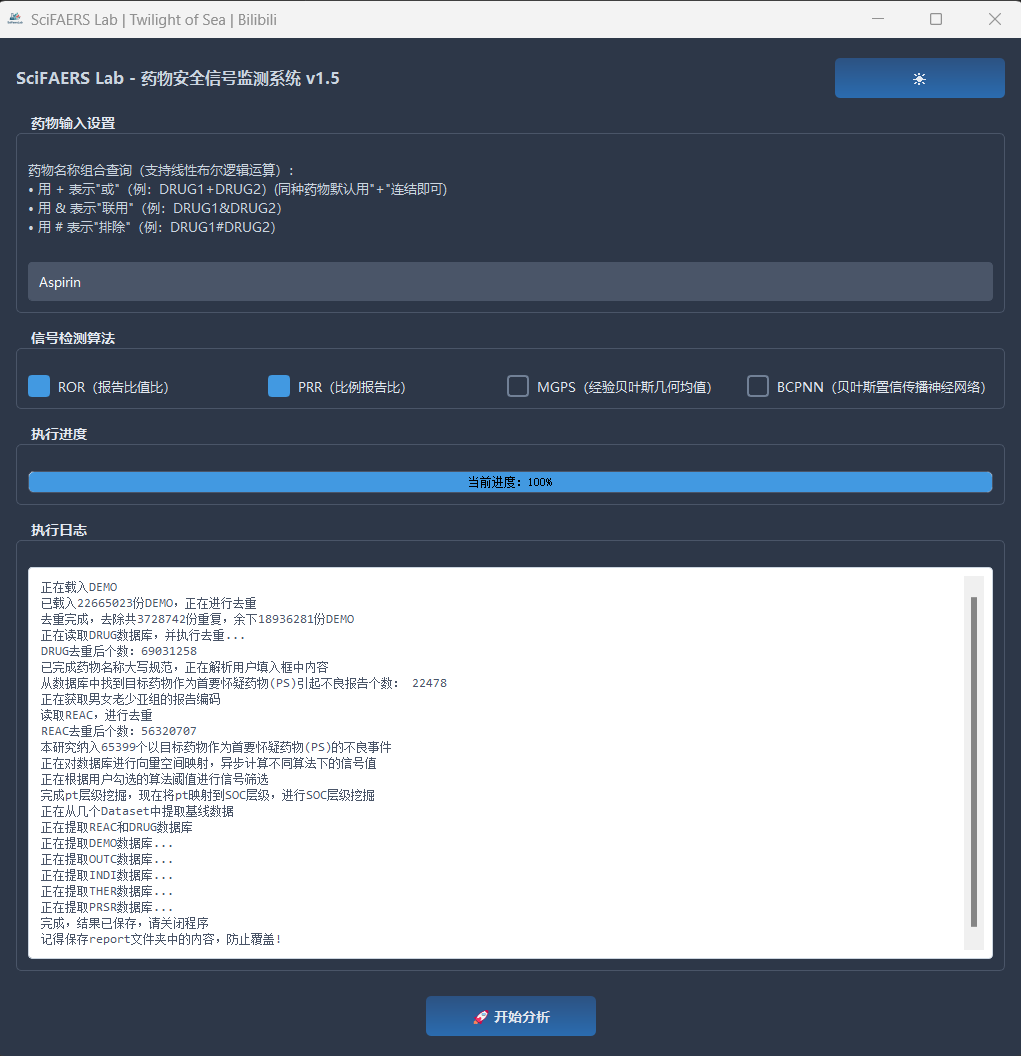 SciFAERS Lab | Twilight of Sea | Bilibili
SciFAERS Lab - 药物安全信号监测系统 v1.5
药物输入设置
药物名称组合查询（支持线性布尔逻辑运算）:
• 用 + 表示"或"（例：DRUG1+DRUG2）(同种药物默认用"+"连结即可)
• 用 & 表示"联用"（例：DRUG1&DRUG2）
• 用 # 表示"排除"（例：DRUG1#DRUG2）
Aspirin
信号检测算法
ROR（报告比值比） PRR（比例报告比） MGPS（经验贝叶斯几何均值） BCPNN（贝叶斯置信传播神经网络）
执行进度
当前进度：100%
执行日志
正在载入DEMO
已载入22665023份DEMO，正在进行去重
去重完成，去除共3728742份重复，余下18936281份DEMO
正在读取DRUG数据库，并执行去重...
DRUG去重后个数：69031258
已完成药物名称大写规范，正在解析用户填入框中内容
从数据库中找到目标药物作为首要怀疑药物(PS)引起不良报告个数： 22478
正在获取男女老少亚组的报告编码
读取REAC，进行去重
REAC去重后个数：56320707
本研究纳入65399个以目标药物作为首要怀疑药物(PS)的不良事件
正在对数据库进行向量空间映射，异步计算不同算法下的信号值
正在根据用户勾选的算法阈值进行信号筛选
完成pt层级挖掘，现在将pt映射到SOC层级，进行SOC层级挖掘
正在从几个Dataset中提取基线数据
正在提取REAC和DRUG数据库
正在提取DEMO数据库...
正在提取OUTC数据库...
正在提取INDI数据库...
正在提取THER数据库...
正在提取PRSR数据库...
完成，结果已保存，请关闭程序
记得保存report文件夹中的内容，防止覆盖!
🚀 开始分析